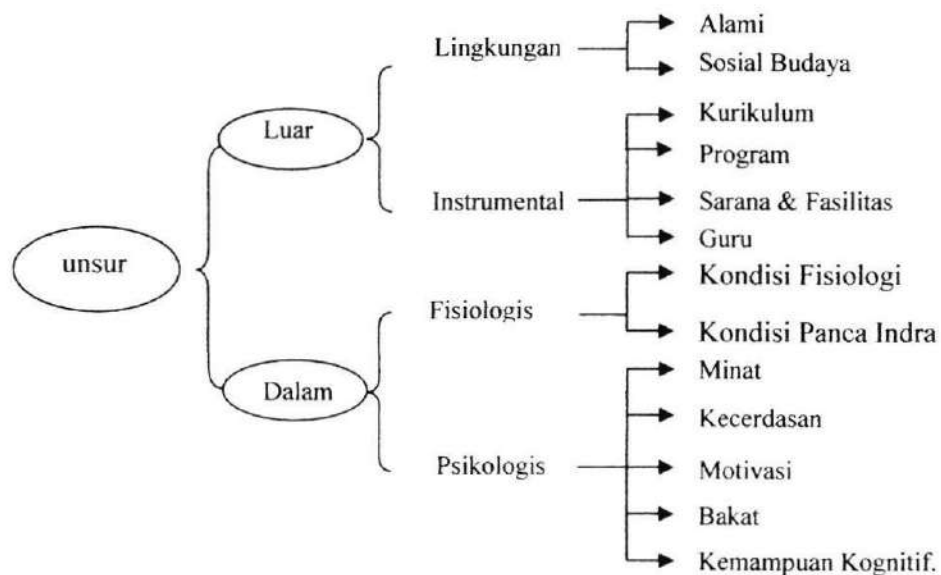 Alami
Lingkungan
Sosial Budaya
Luar
Kurikulum
Program
Instrumental
Sarana & Fasilitas
Guru
unsur
Kondisi Fisiologi
Fisiologis
Kondisi Panca Indra
Dalam
Minat
Kecerdasan
Psikologis
Motivasi
Bakat
Kemampuan Kognitif.